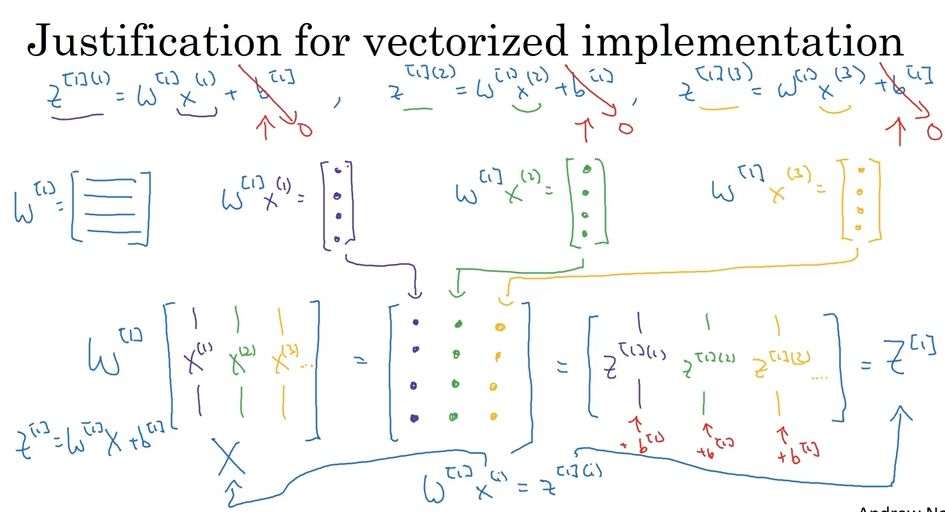 Justification for vectorized implementation
z^[1](1) = W^[1] x^(1) + b^[1] , z^[1](2) = W^[1] x^(2) + b^[1] , z^[1](3) = W^[1] x^(3) + b^[1]
0 0 0
W^[1] = W^[1] x^(1) = W^[1] x^(2) = W^[1] x^(3) =
W^[1] x^(1) x^(2) x^(3) ... = = z^[1](1) z^[1](2) z^[1](3) .... = Z^[1]
+ b^[1] + b^[1] + b^[1]
z^[1] = W^[1] X + b^[1]
X
W^[1] x^(i) = z^[1](i)
Andrew